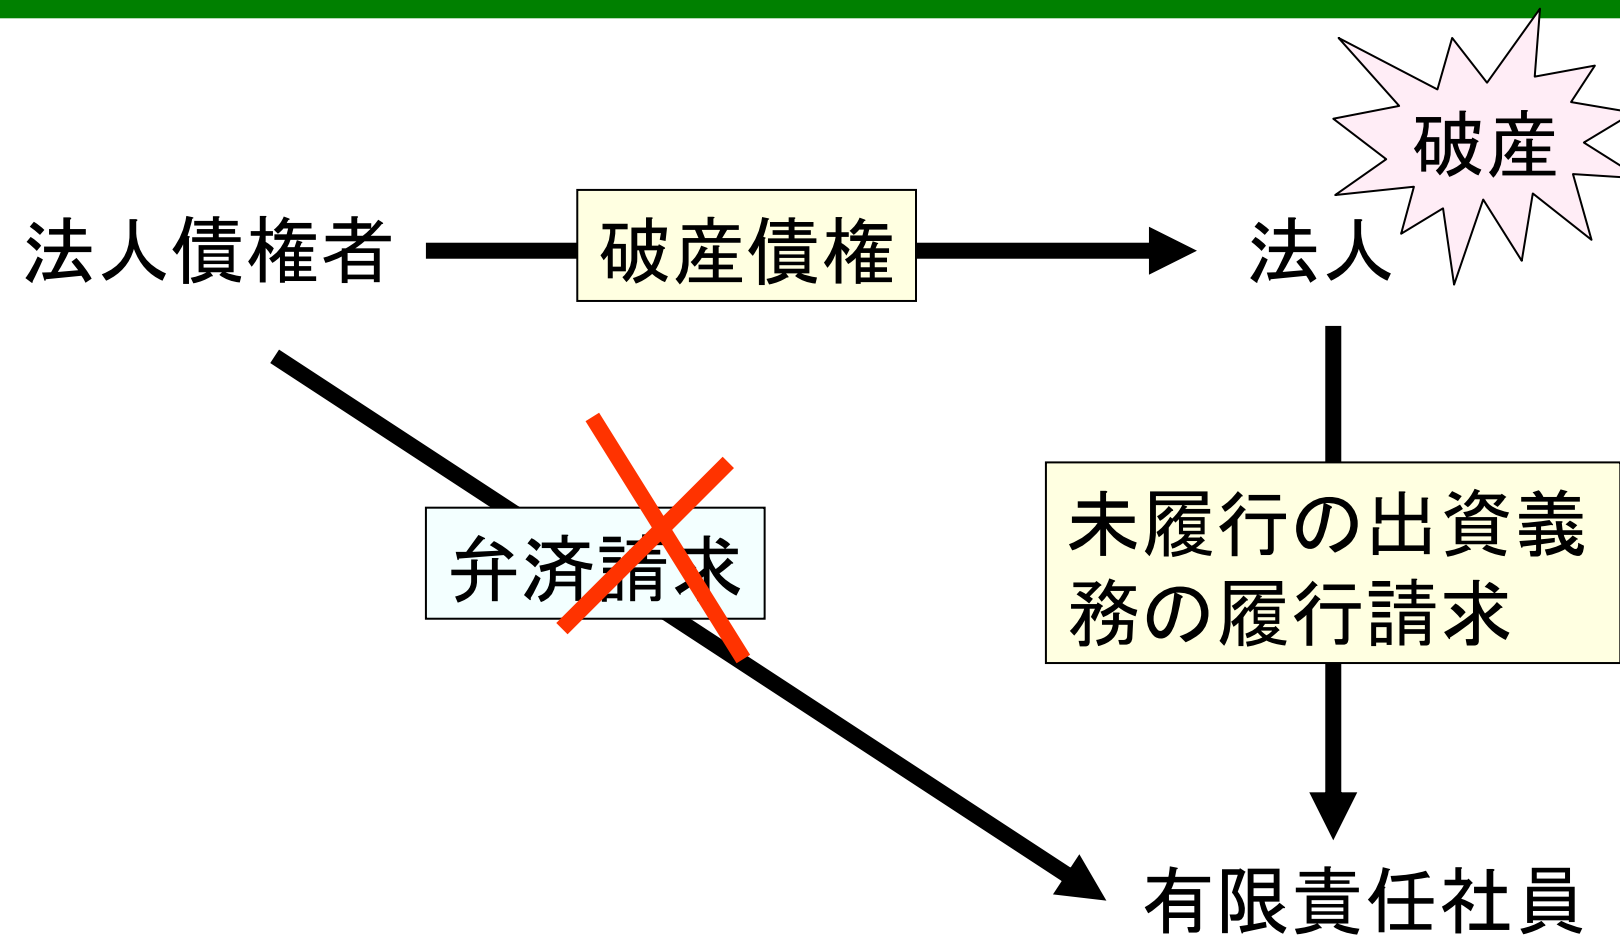 破産
法人債権者
破産債権
法人
弁済請求
未履行の出資義
務の履行請求
有限責任社員